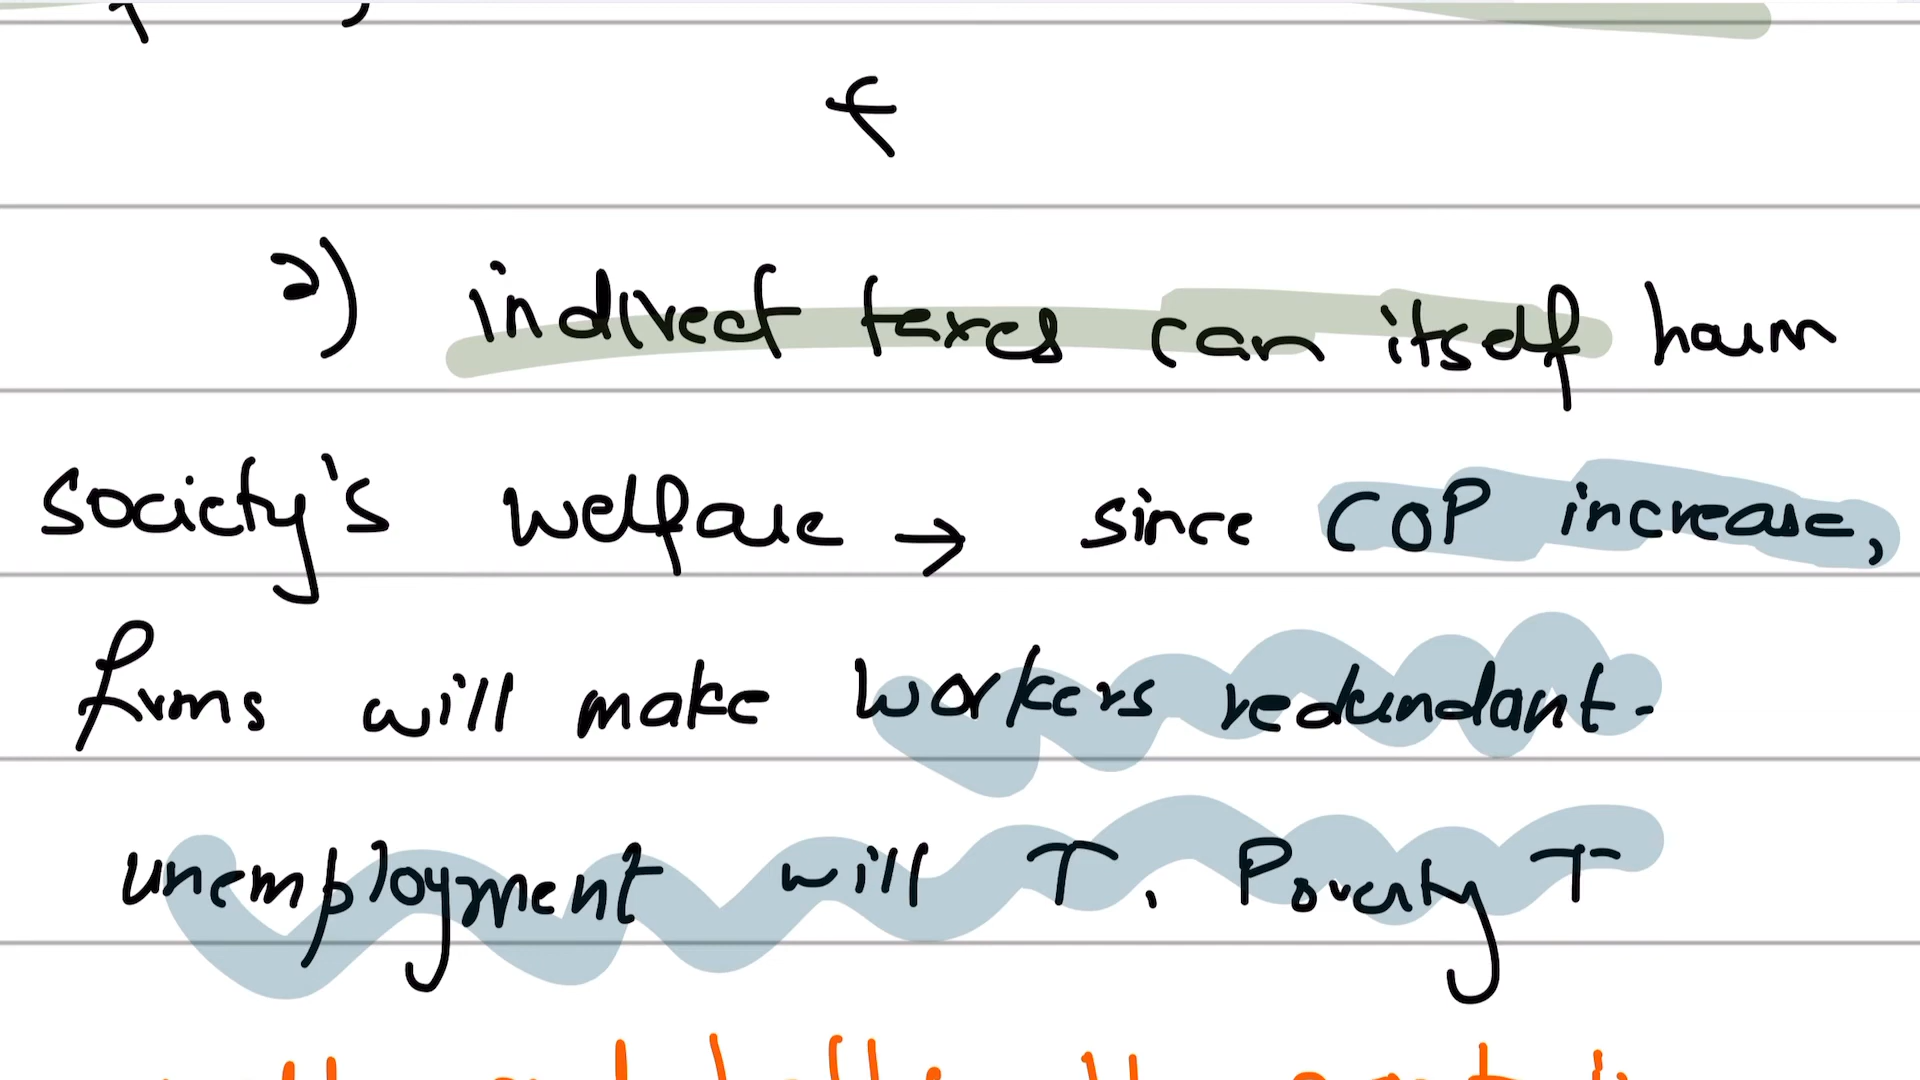 2) indirect taxes can itself harm
society's welfare → since COP increase,
firms will make workers redundant.
unemployment will ↑. Poverty ↑